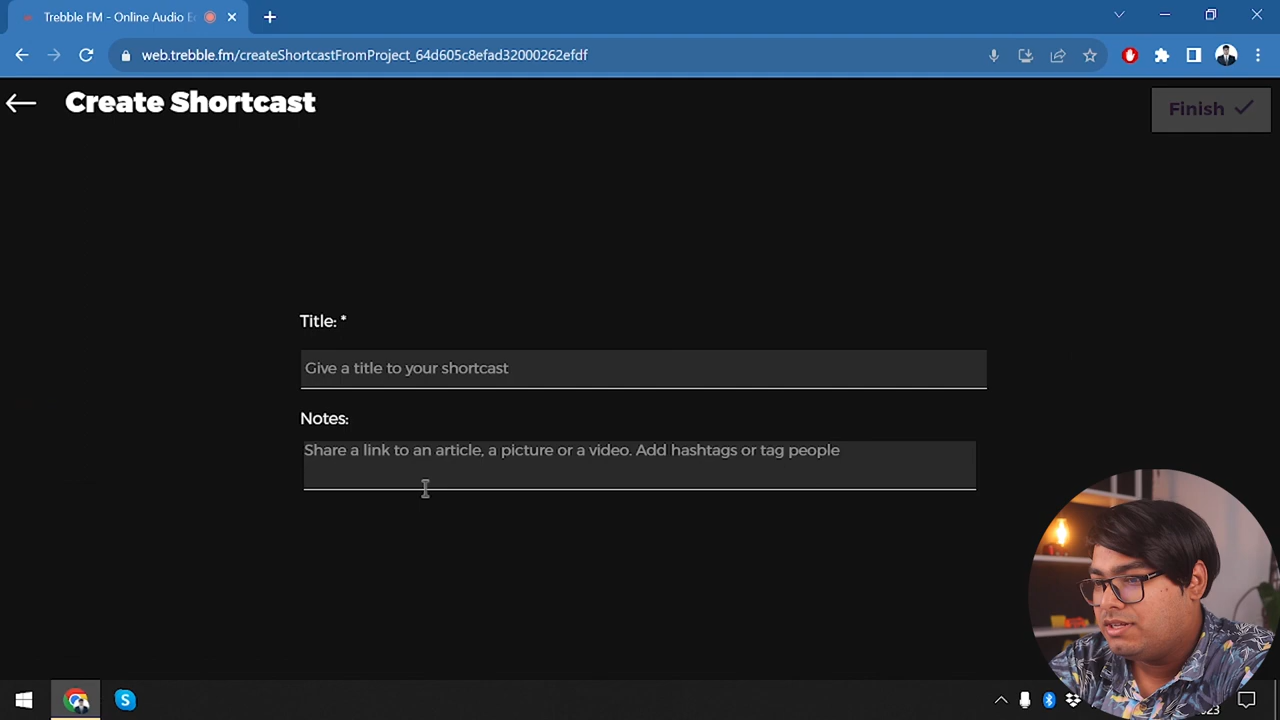 Trebble FM - Online Audio E
web.trebble.fm/createShortcastFromProject_64d605c8efad32000262efdf
Create Shortcast
Finish
Title: *
Give a title to your shortcast
Notes:
Share a link to an article, a picture or a video. Add hashtags or tag people
S
23